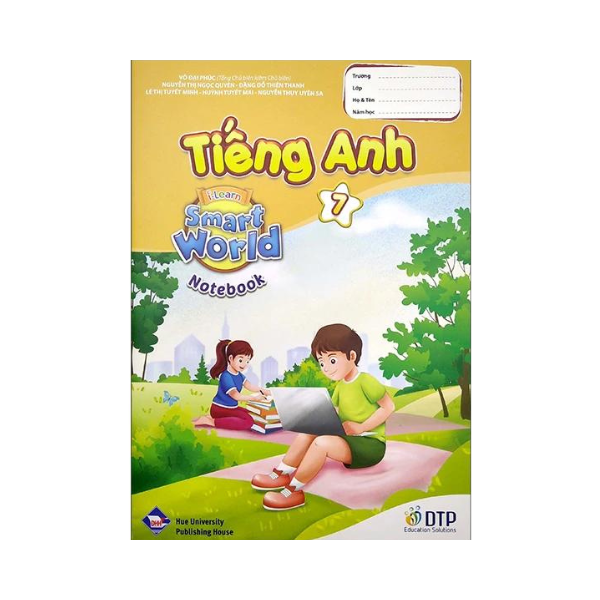 VÕ ĐẠI PHÚC (Tổng Chủ biên kiêm Chủ biên)
NGUYỄN THỊ NGỌC QUYÊN - ĐẶNG ĐỖ THIÊN THANH
LÊ THỊ TUYẾT MINH - HUỲNH TUYẾT MAI - NGUYỄN THỤY UYÊN SA
Trường
Lớp
Họ & Tên
Năm học
Tiếng Anh
7
i-Learn
Smart
World
Notebook
Hue University
Publishing House
DTP
Education Solutions